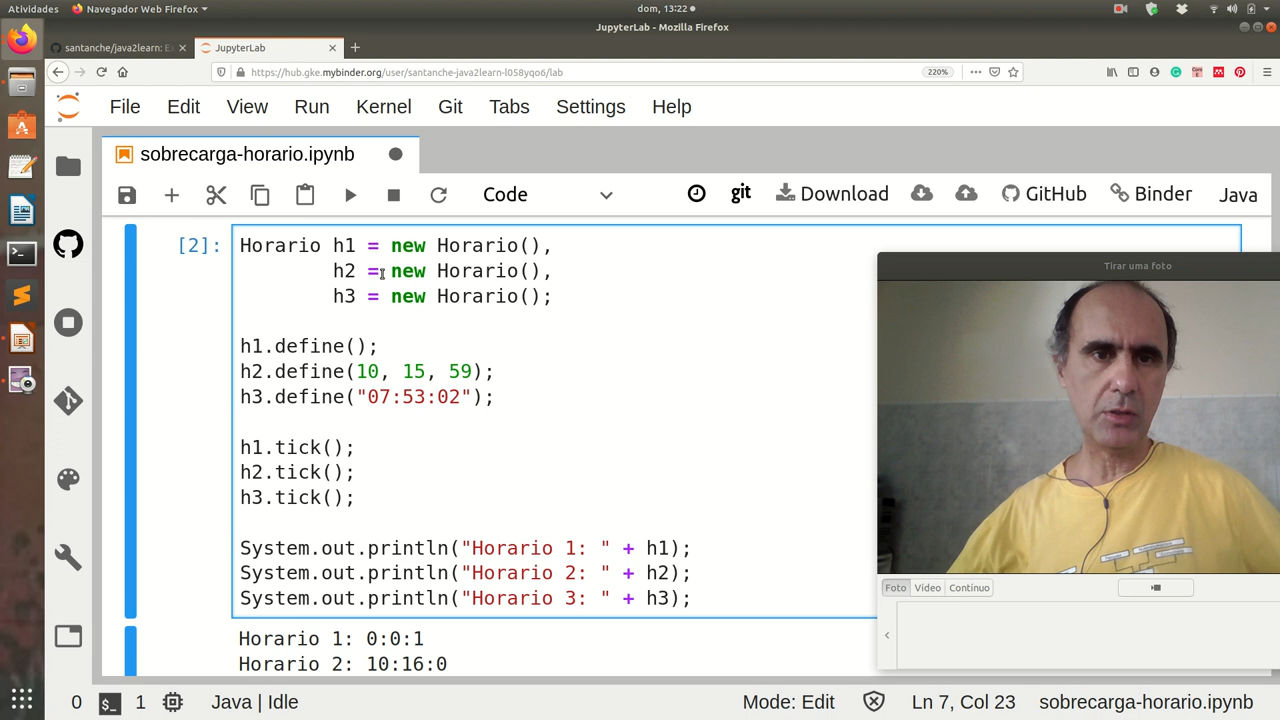 Atividades
Navegador Web Firefox
dom, 13:22
JupyterLab - Mozilla Firefox
santanche/java2learn: E
JupyterLab
https://hub.gke.mybinder.org/user/santanche-java2learn-l058yqo6/lab
220%
File Edit View Run Kernel Git Tabs Settings Help
sobrecarga-horario.ipynb
Code
git
Download
GitHub
Binder
Java
[2]:
Horario h1 = new Horario(),
h2 = new Horario(),
h3 = new Horario();
h1.define();
h2.define(10, 15, 59);
h3.define("07:53:02");
h1.tick();
h2.tick();
h3.tick();
System.out.println("Horario 1: " + h1);
System.out.println("Horario 2: " + h2);
System.out.println("Horario 3: " + h3);
Horario 1: 0:0:1
Horario 2: 10:16:0
Tirar uma foto
Foto Vídeo Contínuo
0
1
Java | Idle
Mode: Edit
Ln 7, Col 23
sobrecarga-horario.ipynb